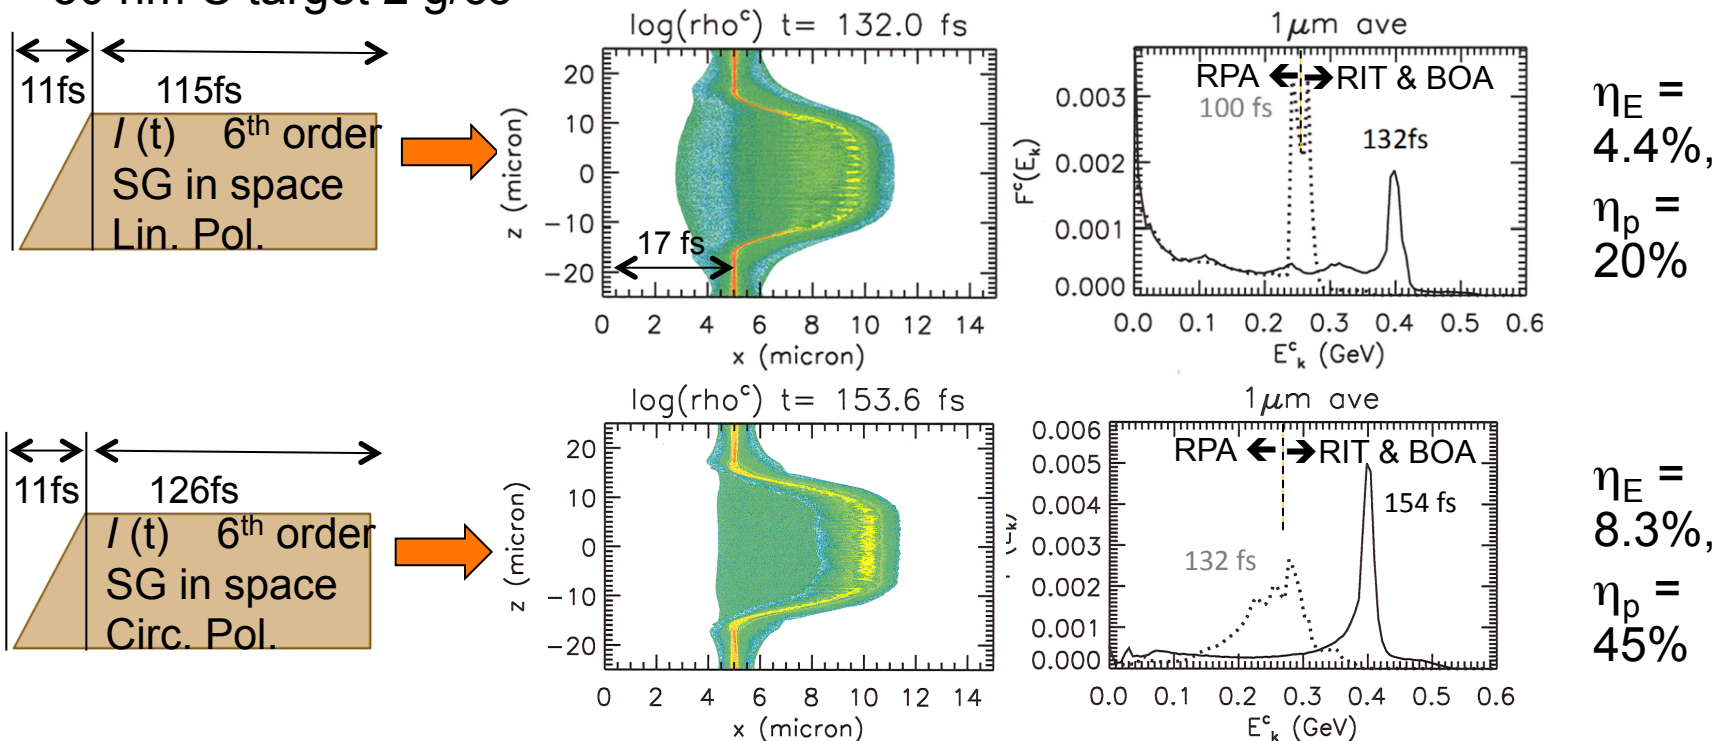 11fs
115fs
I (t) 6th order
SG in space
Lin. Pol.
log(rho^c) t= 132.0 fs
z (micron)
20
10
0
−10
−20
17 fs
0 2 4 6 8 10 12 14
x (micron)
1μm ave
RPA ← → RIT & BOA
100 fs
132fs
F^c(E_k)
0.003
0.002
0.001
0.000
0.0 0.1 0.2 0.3 0.4 0.5 0.6
E^c_k (GeV)
η_E =
4.4%,
η_p =
20%
11fs
126fs
I (t) 6th order
SG in space
Circ. Pol.
log(rho^c) t= 153.6 fs
z (micron)
20
10
0
−10
−20
0 2 4 6 8 10 12 14
x (micron)
1μm ave
RPA ← → RIT & BOA
154 fs
132 fs
0.006
0.005
0.004
0.003
0.002
0.001
0.000
0.0 0.1 0.2 0.3 0.4 0.5 0.6
E^c_k (GeV)
η_E =
8.3%,
η_p =
45%